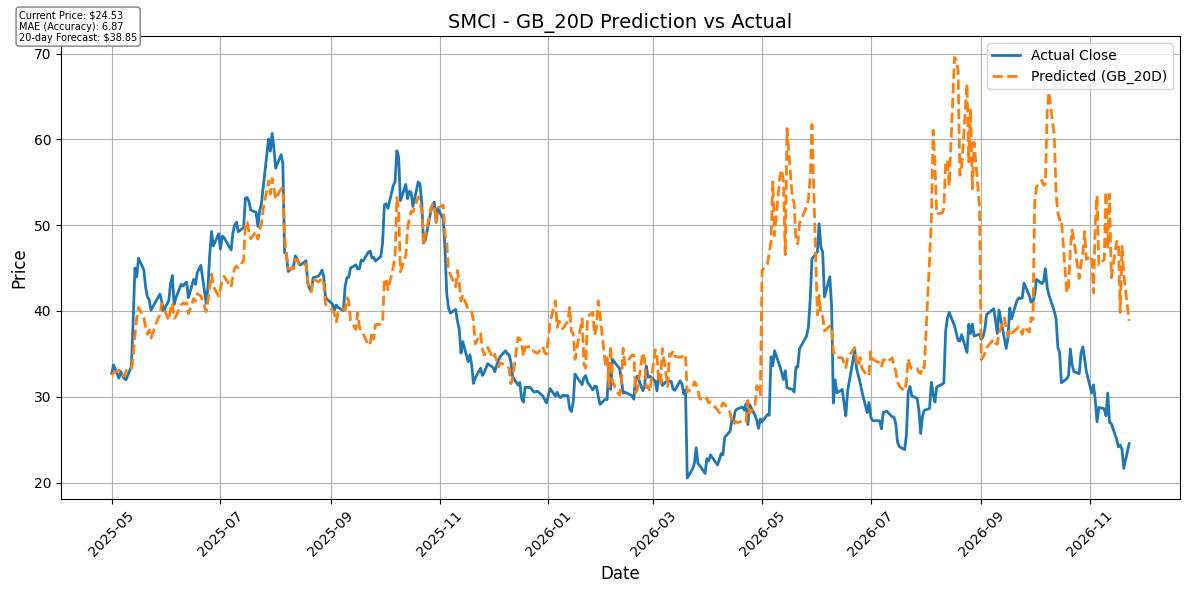 SMCI - GB_20D Prediction vs Actual
Current Price: $24.53
MAE (Accuracy): 6.87
20-day Forecast: $38.85
Actual Close
Predicted (GB_20D)
Price
70
60
50
40
30
20
2025-05
2025-07
2025-09
2025-11
2026-01
2026-03
2026-05
2026-07
2026-09
2026-11
Date